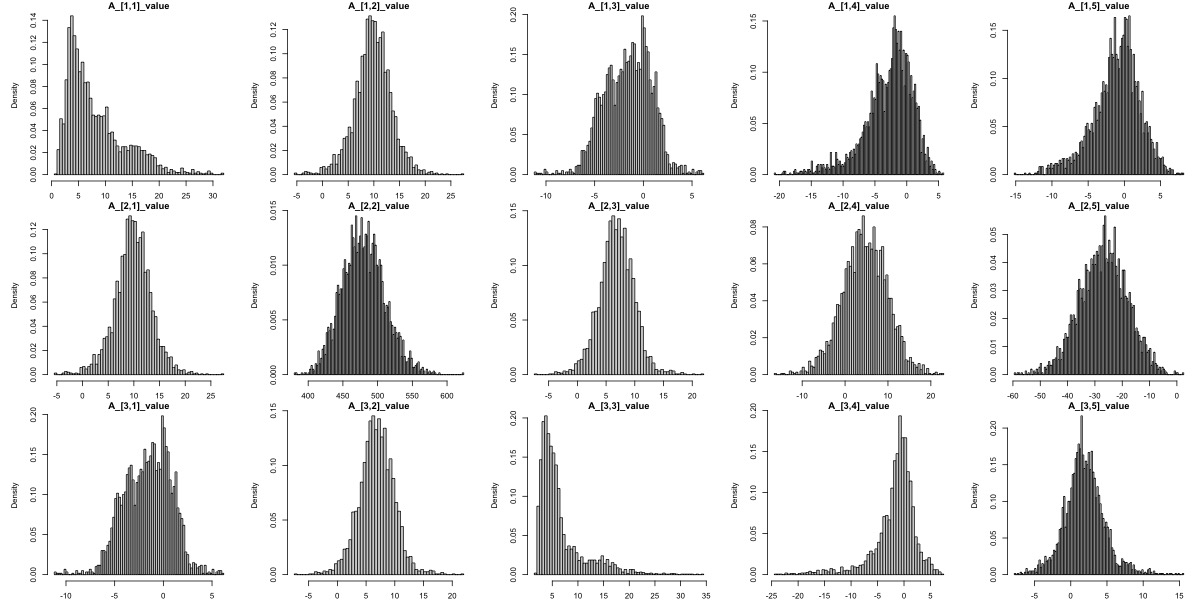 A_[1,1]_value A_[1,2]_value A_[1,3]_value A_[1,4]_value A_[1,5]_value
Density Density Density Density Density
0.00 0.02 0.04 0.06 0.08 0.10 0.12 0.14
0.00 0.02 0.04 0.06 0.08 0.10 0.12
0.00 0.05 0.10 0.15 0.20
0.00 0.05 0.10 0.15
0.00 0.05 0.10 0.15
0 5 10 15 20 25 30
-5 0 5 10 15 20 25
-10 -5 0 5
-20 -15 -10 -5 0 5
-15 -10 -5 0 5
A_[2,1]_value A_[2,2]_value A_[2,3]_value A_[2,4]_value A_[2,5]_value
Density Density Density Density Density
0.00 0.02 0.04 0.06 0.08 0.10 0.12
0.000 0.005 0.010 0.015
0.00 0.05 0.10 0.15
0.00 0.02 0.04 0.06 0.08
0.00 0.01 0.02 0.03 0.04 0.05
-5 0 5 10 15 20 25
400 450 500 550 600
-5 0 5 10 15 20
-10 0 10 20
-60 -50 -40 -30 -20 -10 0
A_[3,1]_value A_[3,2]_value A_[3,3]_value A_[3,4]_value A_[3,5]_value
Density Density Density Density Density
0.00 0.05 0.10 0.15 0.20
0.00 0.05 0.10 0.15
0.00 0.05 0.10 0.15 0.20
0.00 0.05 0.10 0.15 0.20
0.00 0.05 0.10 0.15 0.20
-10 -5 0 5
-5 0 5 10 15 20
5 10 15 20 25 30 35
-25 -20 -15 -10 -5 0 5
-5 0 5 10 15